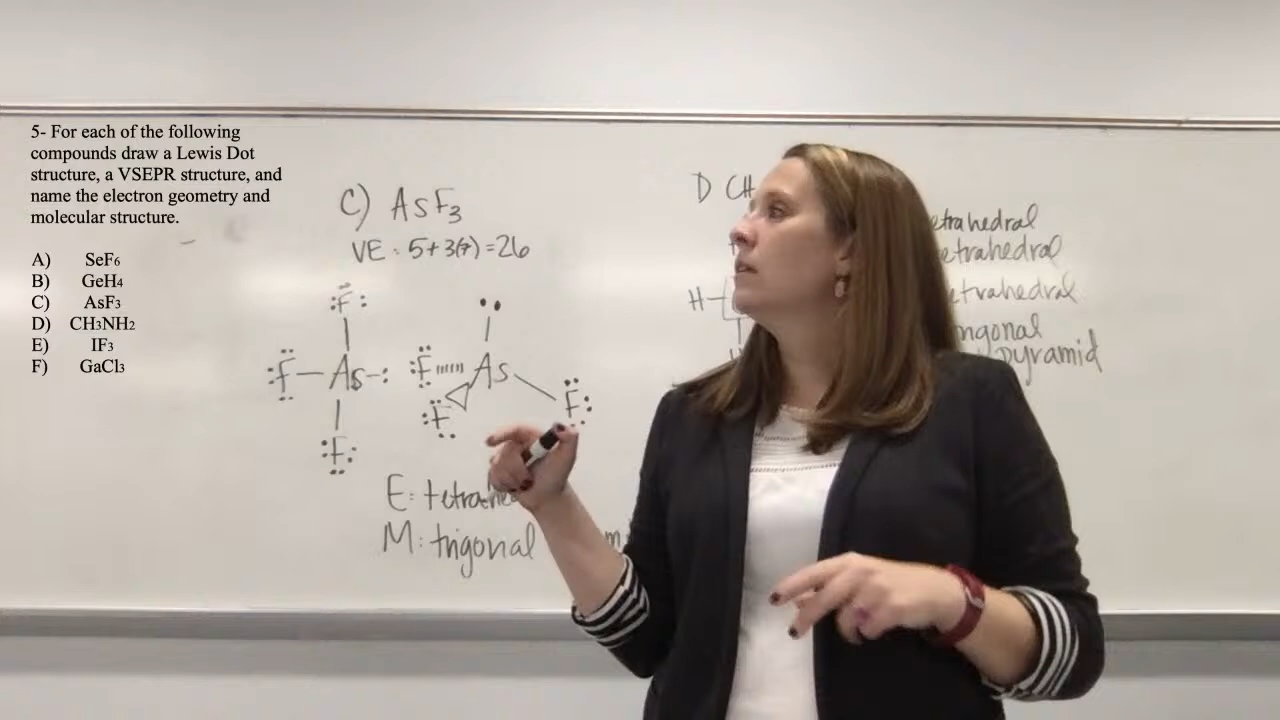 5- For each of the following
compounds draw a Lewis Dot
structure, a VSEPR structure, and
name the electron geometry and
molecular structure.
A) SeF6
B) GeH4
C) AsF3
D) CH3NH2
E) IF3
F) GaCl3
C) AsF3
VE: 5+3(7)=26
F
F As
F
As
F
F
F
E:
M: trigonal
D CH
H
etrahedral
etrahedral
etrahedral
pyramid